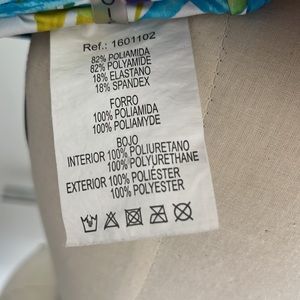 Ref.: 1601102
82% POLIAMIDA
82% POLYAMIDE
18% ELASTANO
18% SPANDEX
FORRO
100% POLIAMIDA
100% POLIAMYDE
BOJO
INTERIOR 100% POLIURETANO
100% POLYURETHANE
EXTERIOR 100% POLIESTER
100% POLYESTER